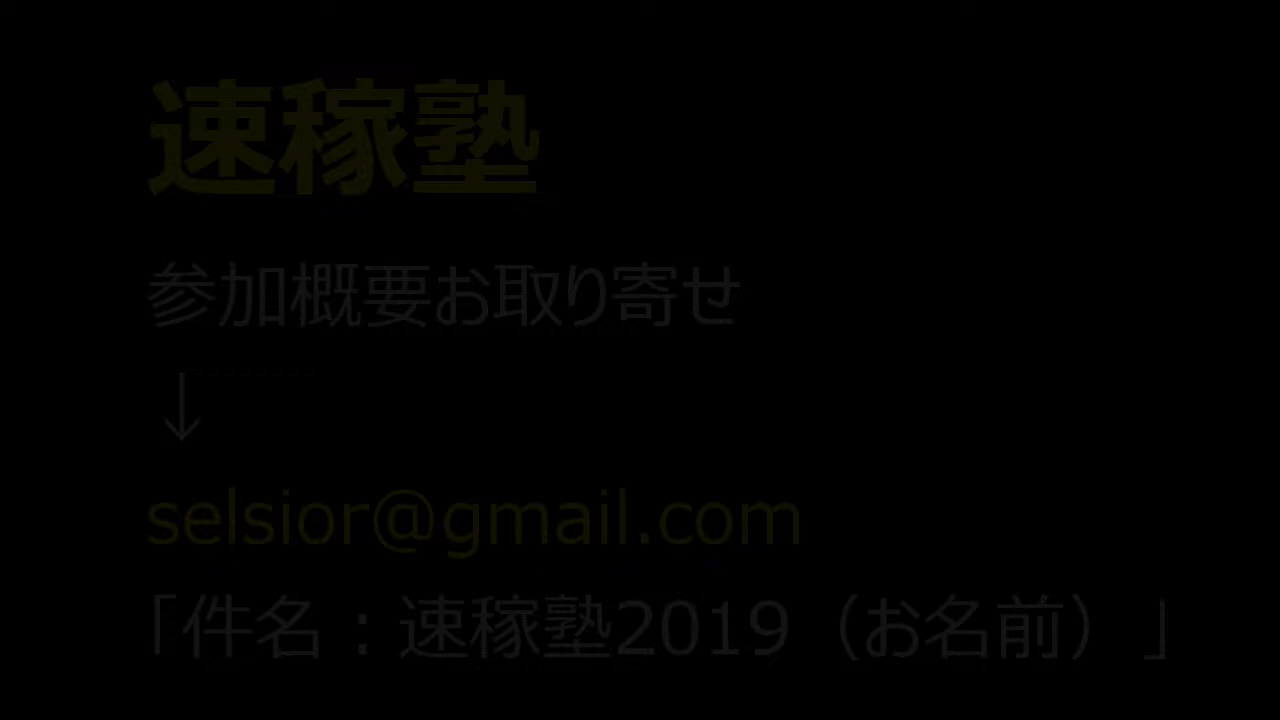 速稼塾
参加概要お取り寄せ
↓
selsior@gmail.com
「件名：速稼塾2019（お名前）」